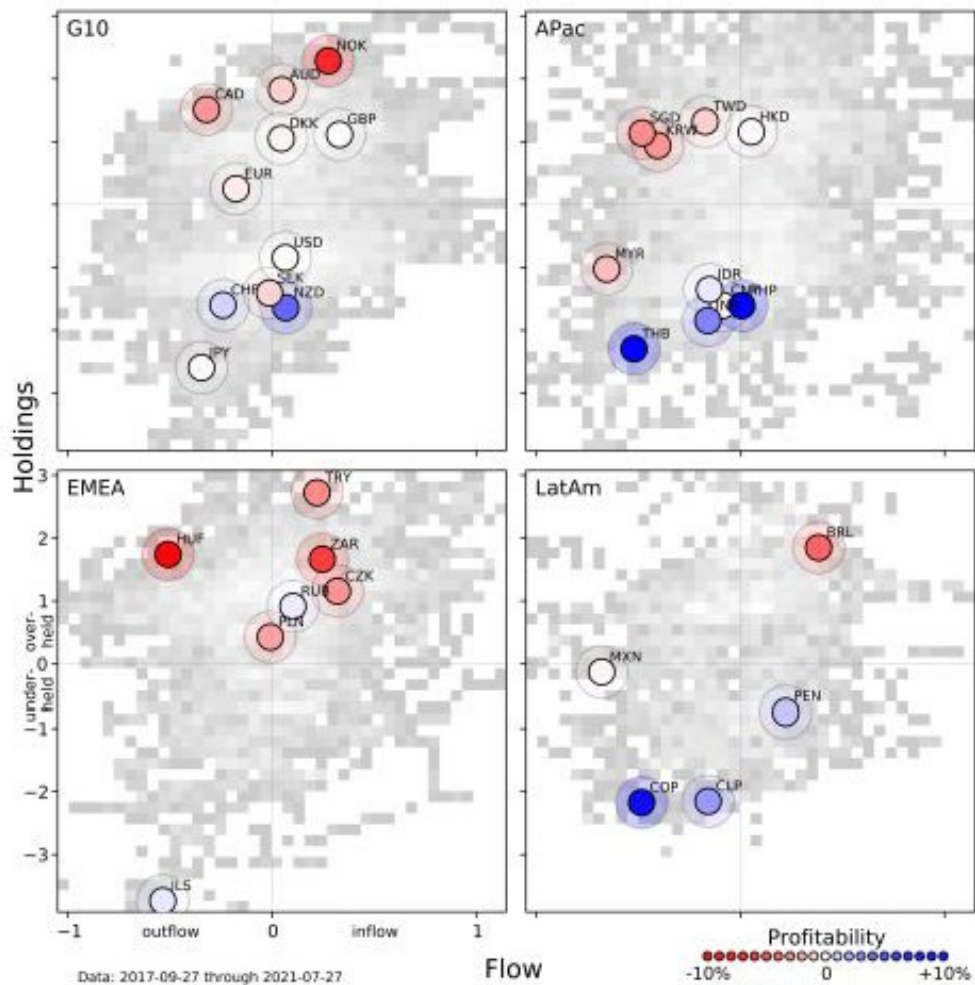 G10
NOK
AUD
CAD
DKK
GBP
EUR
USD
SEK
CHF
NZD
JPY
APac
TWD
HKD
SGD
KRW
MYR
IDR
PHP
THB
Holdings
EMEA
TRY
HUF
ZAR
CZK
RUB
PLN
ILS
3
2
1
0
−1
−2
−3
over-
held
under-
held
LatAm
BRL
MXN
PEN
COP
CLP
−1
outflow
0
inflow
1
Flow
Data: 2017-09-27 through 2021-07-27
Profitability
-10%
0
+10%